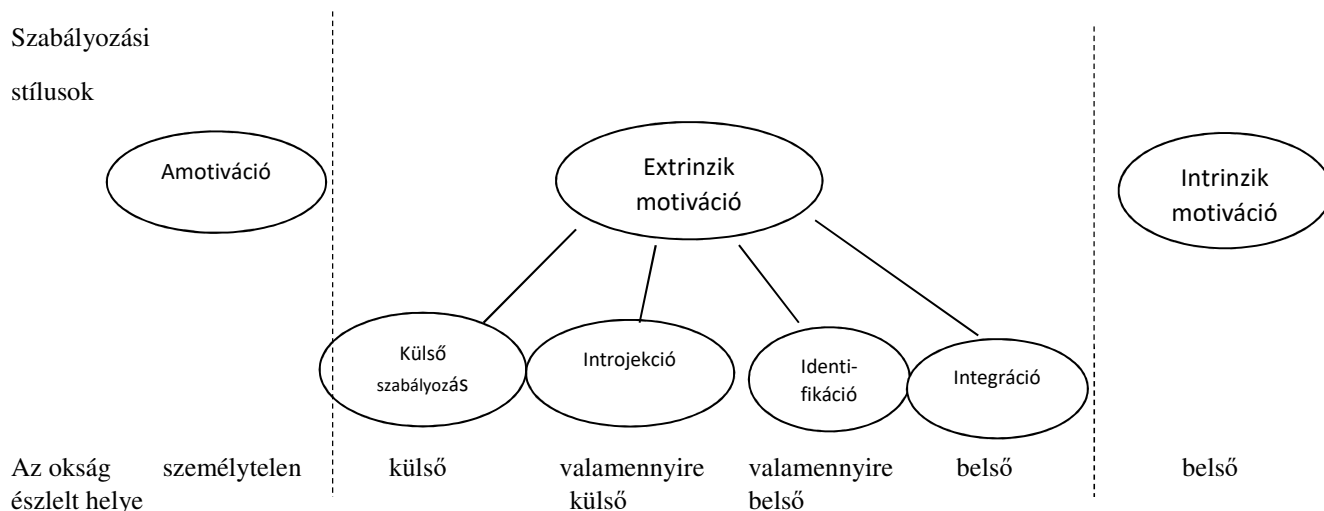 Szabályozási
stílusok
Amotiváció
Extrinzik
motiváció
Intrinzik
motiváció
Külső
szabályozás
Introjekció
Identi-
fikáció
Integráció
Az okság személytelen külső valamennyire valamennyire belső belső
észlelt helye külső belső